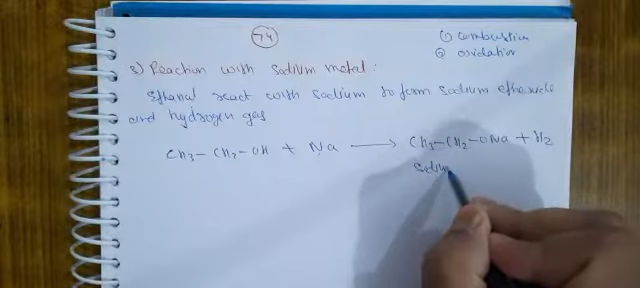 74
① combustion
② oxidation
3) Reaction with Sodium metal:
Ethanol react with Sodium to form Sodium ethoxide
and hydrogen gas
CH3-CH2-OH + Na ⟶ CH3-CH2-ONa + H2
Sodium